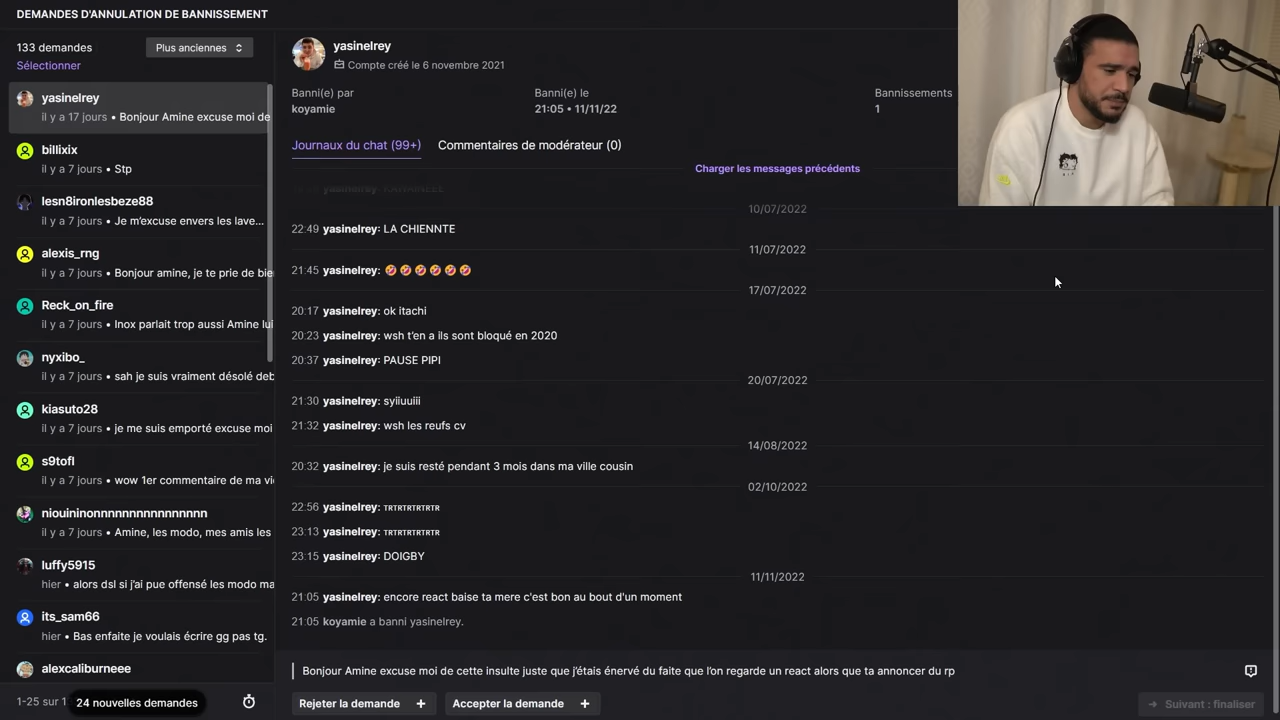 DEMANDES D'ANNULATION DE BANNISSEMENT
133 demandes
Plus anciennes
Sélectionner
yasinelrey
il y a 17 jours • Bonjour Amine excuse moi de
billixix
il y a 7 jours • Stp
lesn8ironlesbeze88
il y a 7 jours • Je m'excuse envers les lave...
alexis_rng
il y a 7 jours • Bonjour amine, je te prie de bie
Reck_on_fire
il y a 7 jours • Inox parlait trop aussi Amine lui
nyxibo_
il y a 7 jours • sah je suis vraiment désolé deb
kiasuto28
il y a 7 jours • je me suis emporté excuse moi
s9tofl
il y a 7 jours • wow 1er commentaire de ma vi
niouininonnnnnnnnnnnnnnnn
il y a 7 jours • Amine, les modo, mes amis les
luffy5915
hier • alors dsl si j'ai pue offensé les modo ma
its_sam66
hier • Bas enfaite je voulais écrire gg pas tg.
alexcaliburneee
1-25 sur 1
24 nouvelles demandes
yasinelrey
Compte créé le 6 novembre 2021
Banni(e) par
koyamie
Banni(e) le
21:05 • 11/11/22
Bannissements
1
Journaux du chat (99+)
Commentaires de modérateur (0)
Charger les messages précédents
yasinelrey:
10/07/2022
22:49 yasinelrey: LA CHIENNTE
11/07/2022
21:45 yasinelrey: 🤣🤣🤣🤣🤣🤣
17/07/2022
20:17 yasinelrey: ok itachi
20:23 yasinelrey: wsh t'en a ils sont bloqué en 2020
20:37 yasinelrey: PAUSE PIPI
20/07/2022
21:30 yasinelrey: syiiuuiii
21:32 yasinelrey: wsh les reufs cv
14/08/2022
20:32 yasinelrey: je suis resté pendant 3 mois dans ma ville cousin
02/10/2022
22:56 yasinelrey: ᴛʀᴛʀᴛʀᴛʀᴛʀᴛʀ
23:13 yasinelrey: ᴛʀᴛʀᴛʀᴛʀᴛʀᴛʀ
23:15 yasinelrey: DOIGBY
11/11/2022
21:05 yasinelrey: encore react baise ta mere c'est bon au bout d'un moment
21:05 koyamie a banni yasinelrey.
Bonjour Amine excuse moi de cette insulte juste que j'étais énervé du faite que l'on regarde un react alors que ta annoncer du rp
Rejeter la demande +
Accepter la demande +
Suivant : finaliser